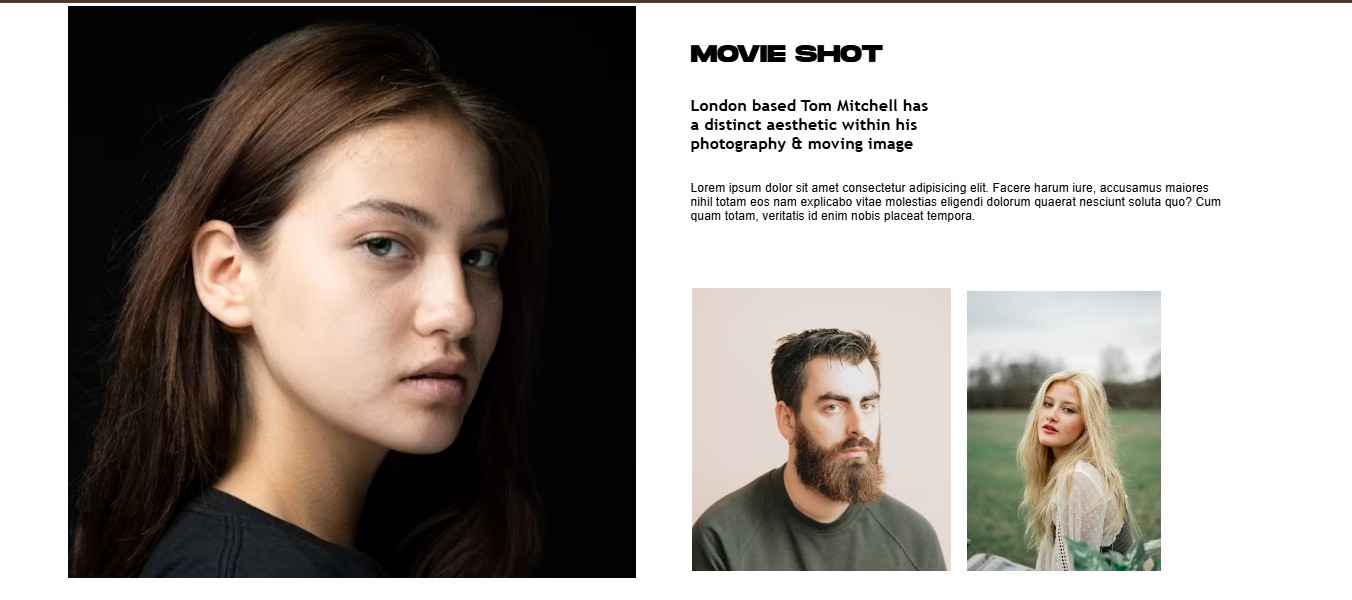 MOVIE SHOT
London based Tom Mitchell has
a distinct aesthetic within his
photography & moving image
Lorem ipsum dolor sit amet consectetur adipisicing elit. Facere harum iure, accusamus maiores
nihil totam eos nam explicabo vitae molestias eligendi dolorum quaerat nesciunt soluta quo? Cum
quam totam, veritatis id enim nobis placeat tempora.